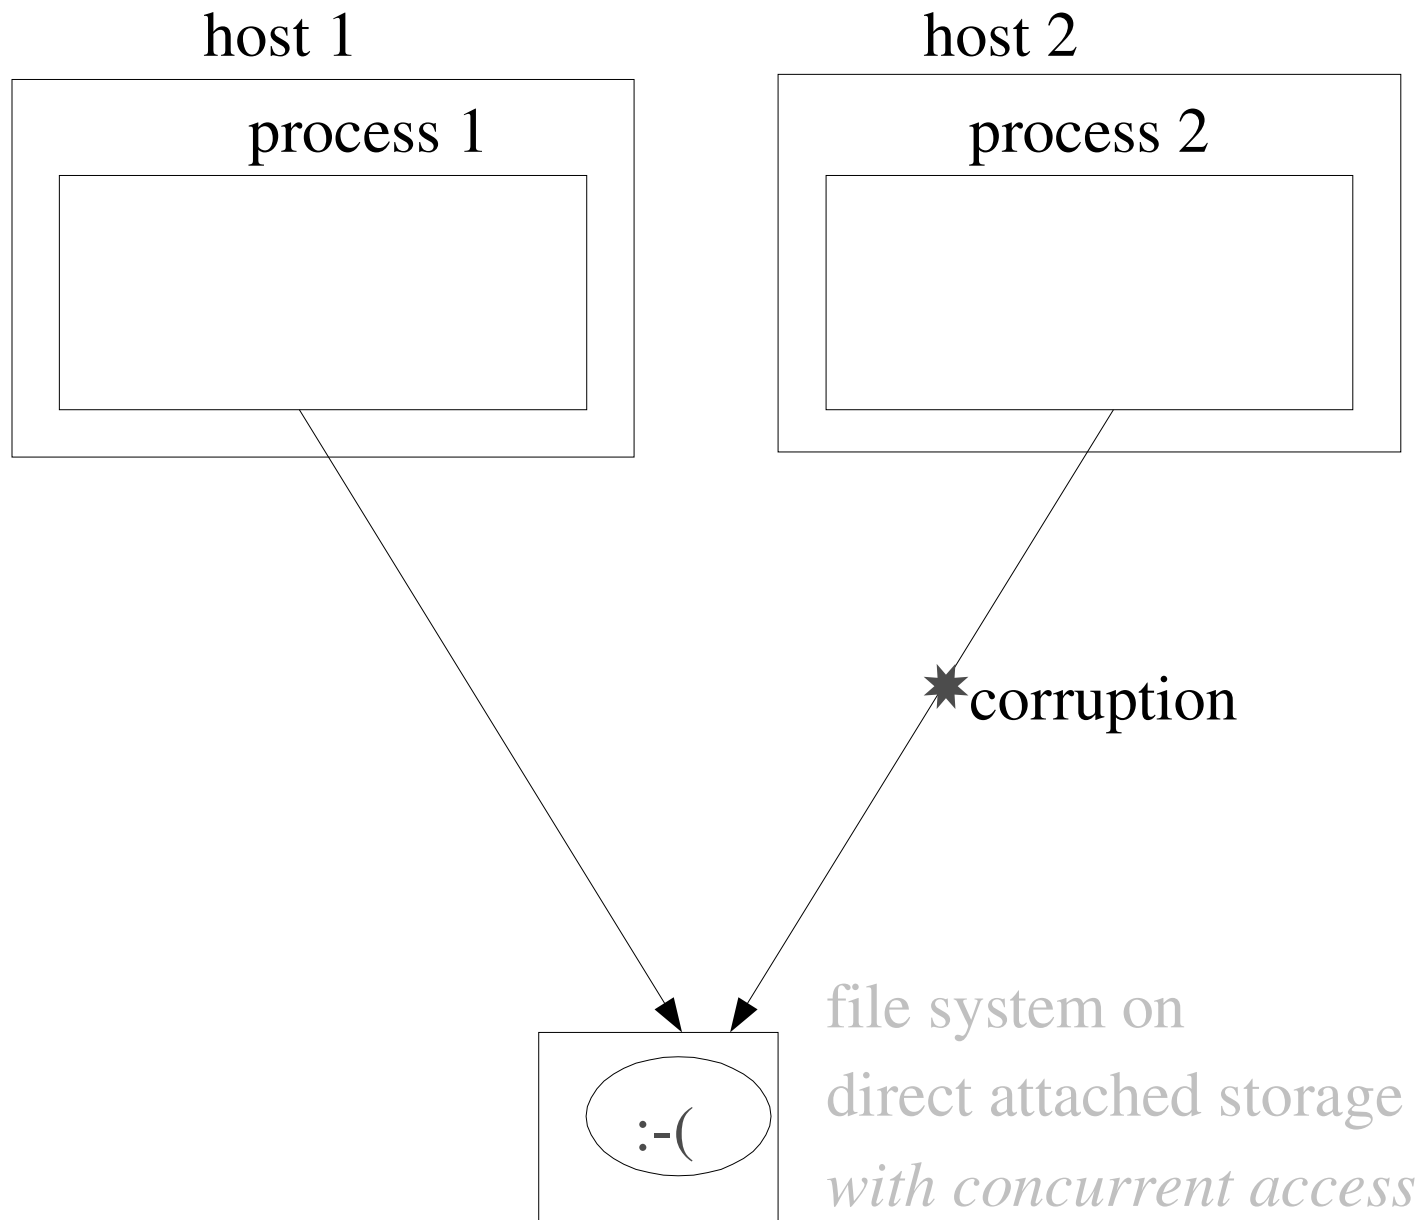 host 1
host 2
process 1
process 2
corruption
file system on
direct attached storage
:-(
with concurrent access